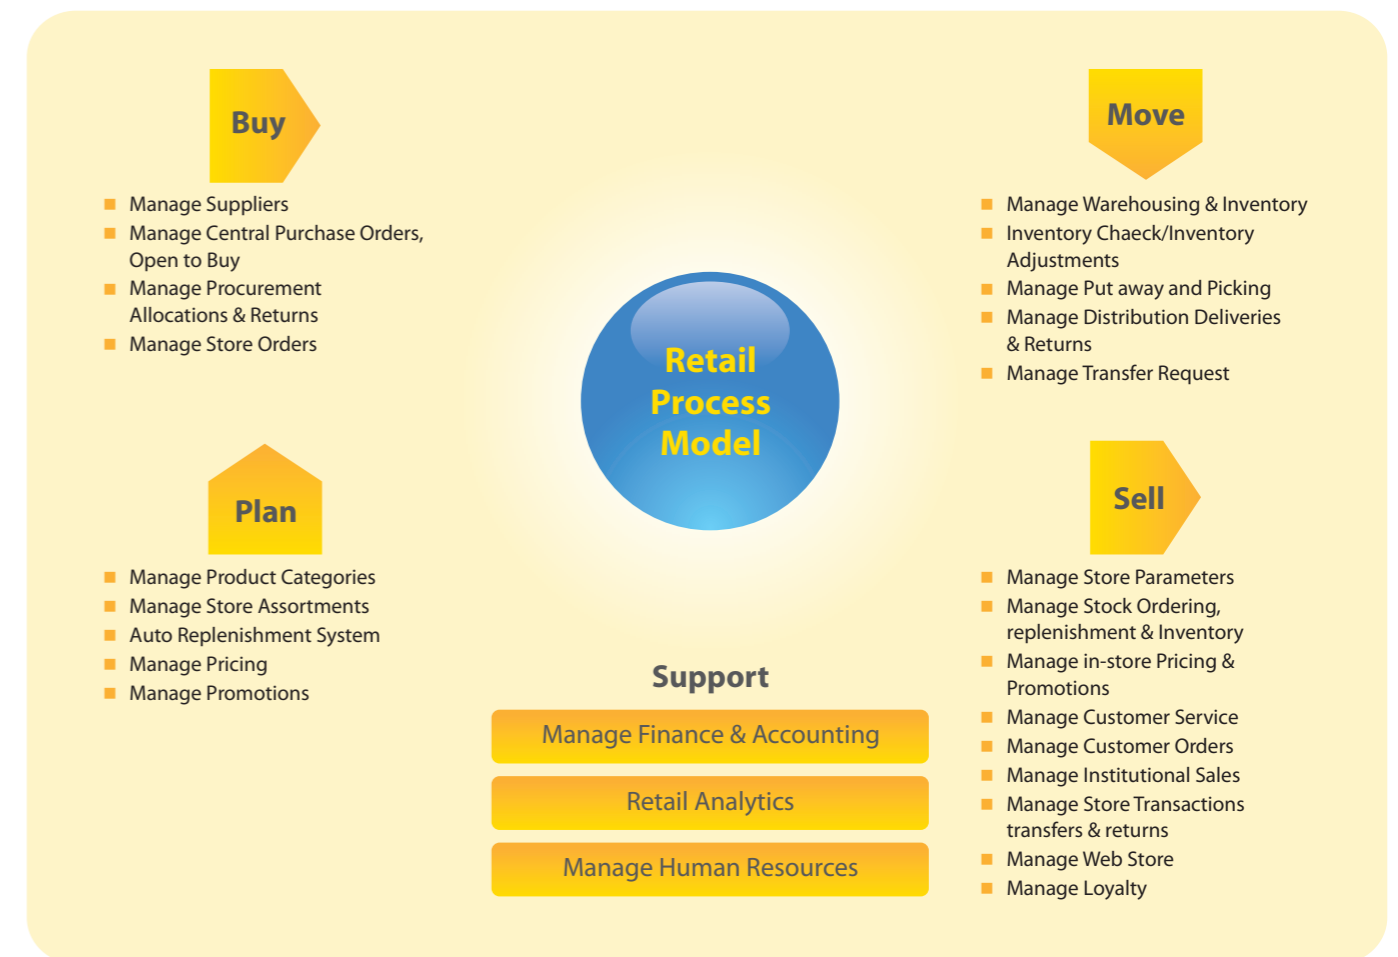 Buy
Manage Suppliers
Manage Central Purchase Orders,
Open to Buy
Manage Procurement
Allocations & Returns
Manage Store Orders
Plan
Manage Product Categories
Manage Store Assortments
Auto Replenishment System
Manage Pricing
Manage Promotions
Retail
Process
Model
Support
Manage Finance & Accounting
Retail Analytics
Manage Human Resources
Move
Manage Warehousing & Inventory
Inventory Chaeck/Inventory
Adjustments
Manage Put away and Picking
Manage Distribution Deliveries
& Returns
Manage Transfer Request
Sell
Manage Store Parameters
Manage Stock Ordering,
replenishment & Inventory
Manage in-store Pricing &
Promotions
Manage Customer Service
Manage Customer Orders
Manage Institutional Sales
Manage Store Transactions
transfers & returns
Manage Web Store
Manage Loyalty